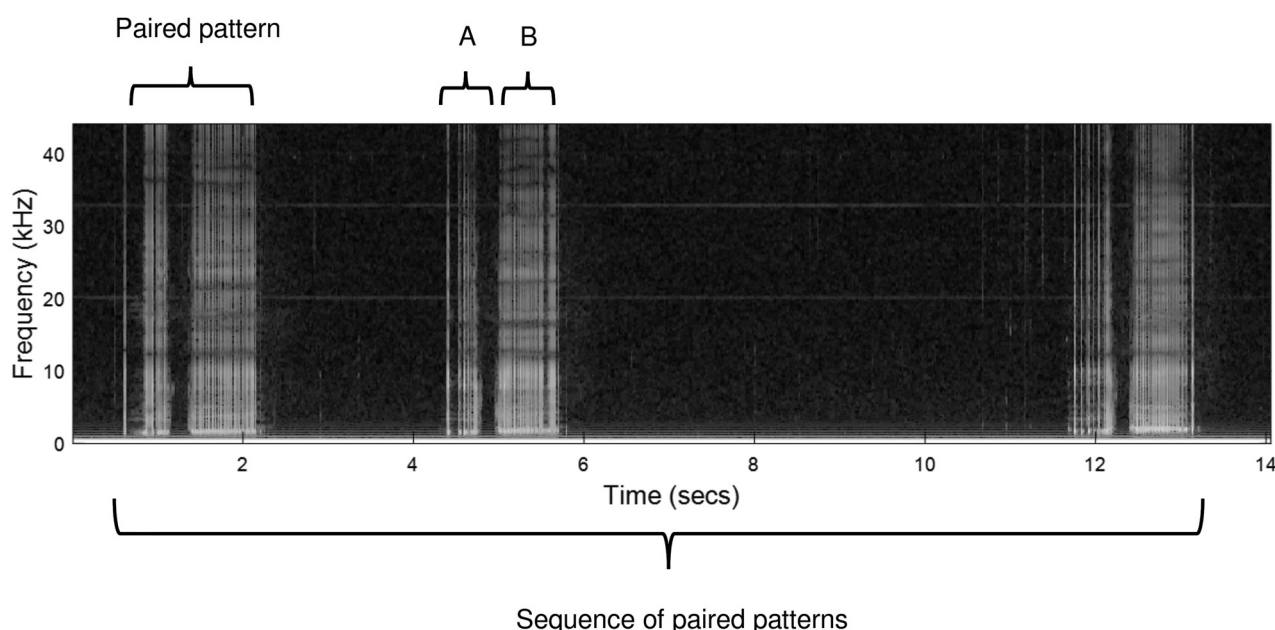 Paired pattern
A
B
40
30
20
10
0
Frequency (kHz)
2
4
6
8
10
12
14
Time (secs)
Sequence of paired patterns